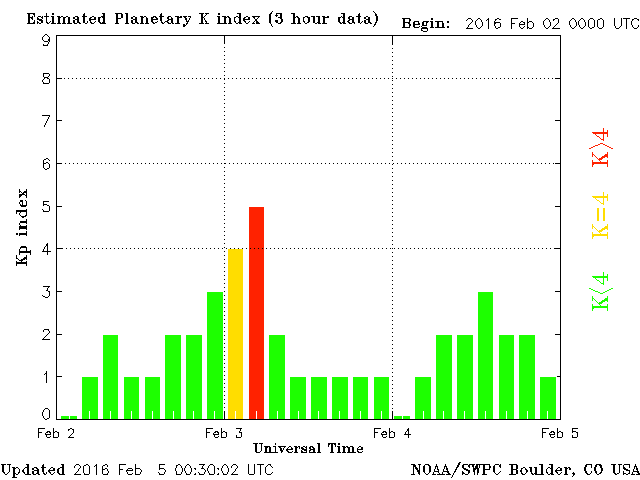 Estimated Planetary K index (3 hour data) Begin: 2016 Feb 02 0000 UTC
9
8
7
6
5
4
3
2
1
0
Kp index
K>4
K=4
K<4
Feb 2 Feb 3 Feb 4 Feb 5
Universal Time
Updated 2016 Feb 5 00:30:02 UTC NOAA/SWPC Boulder, CO USA